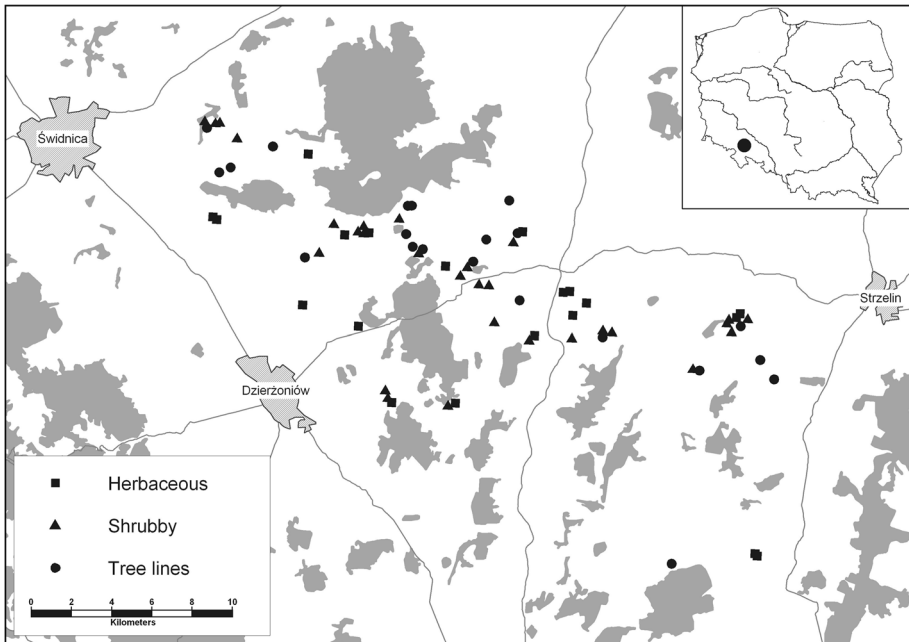 Świdnica
Strzelin
Dzierżoniów
Herbaceous
Shrubby
Tree lines
0 2 4 6 8 10
Kilometers